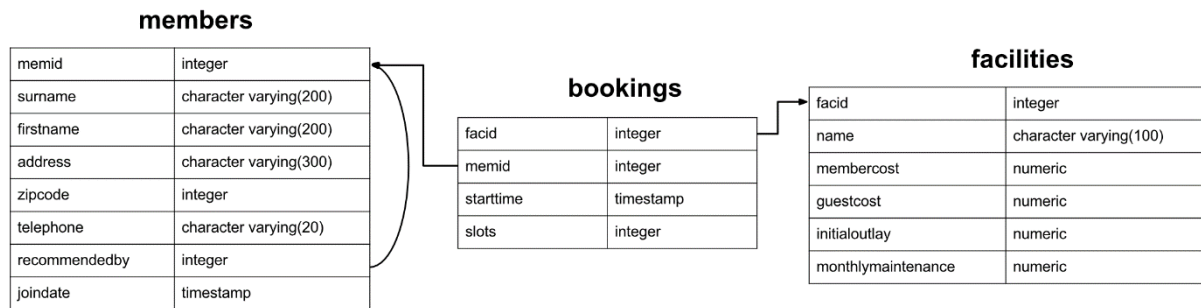 members
memid integer
surname character varying(200)
firstname character varying(200)
address character varying(300)
zipcode integer
telephone character varying(20)
recommendedby integer
joindate timestamp
bookings
facid integer
memid integer
starttime timestamp
slots integer
facilities
facid integer
name character varying(100)
membercost numeric
guestcost numeric
initialoutlay numeric
monthlymaintenance numeric